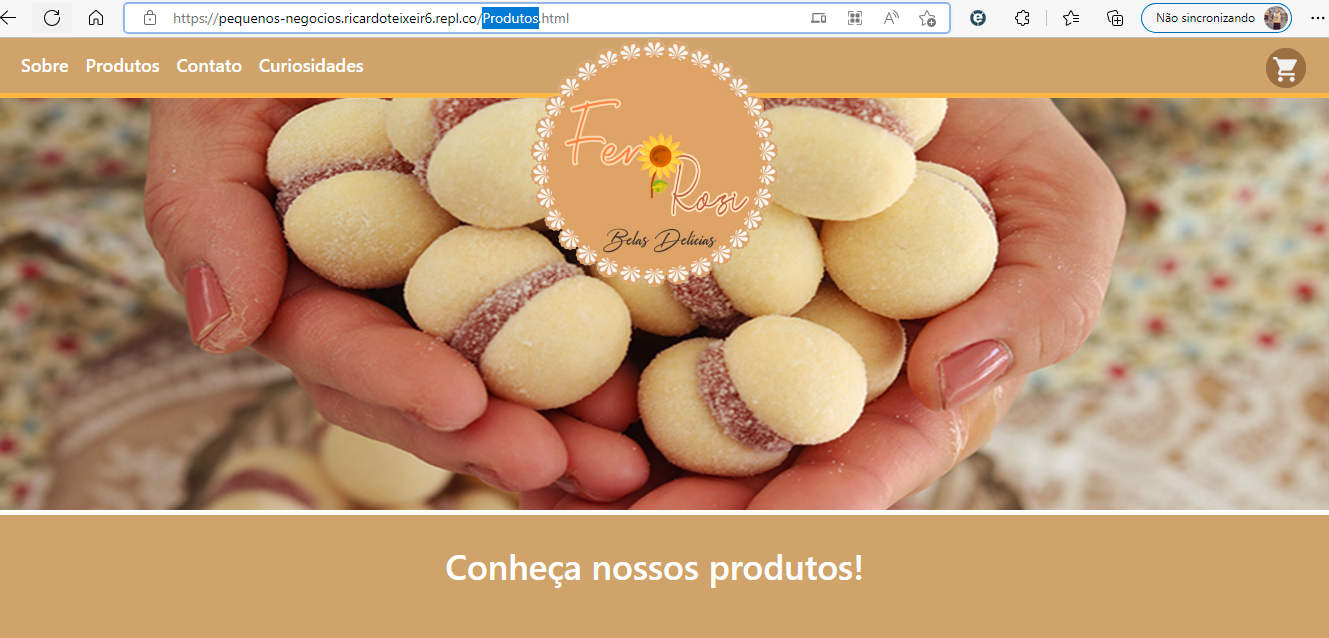 https://pequenos-negocios.ricardoteixeir6.repl.co/Produtos.html
Não sincronizando
Sobre Produtos Contato Curiosidades
Fer
Rosi
Belas Delícias
Conheça nossos produtos!